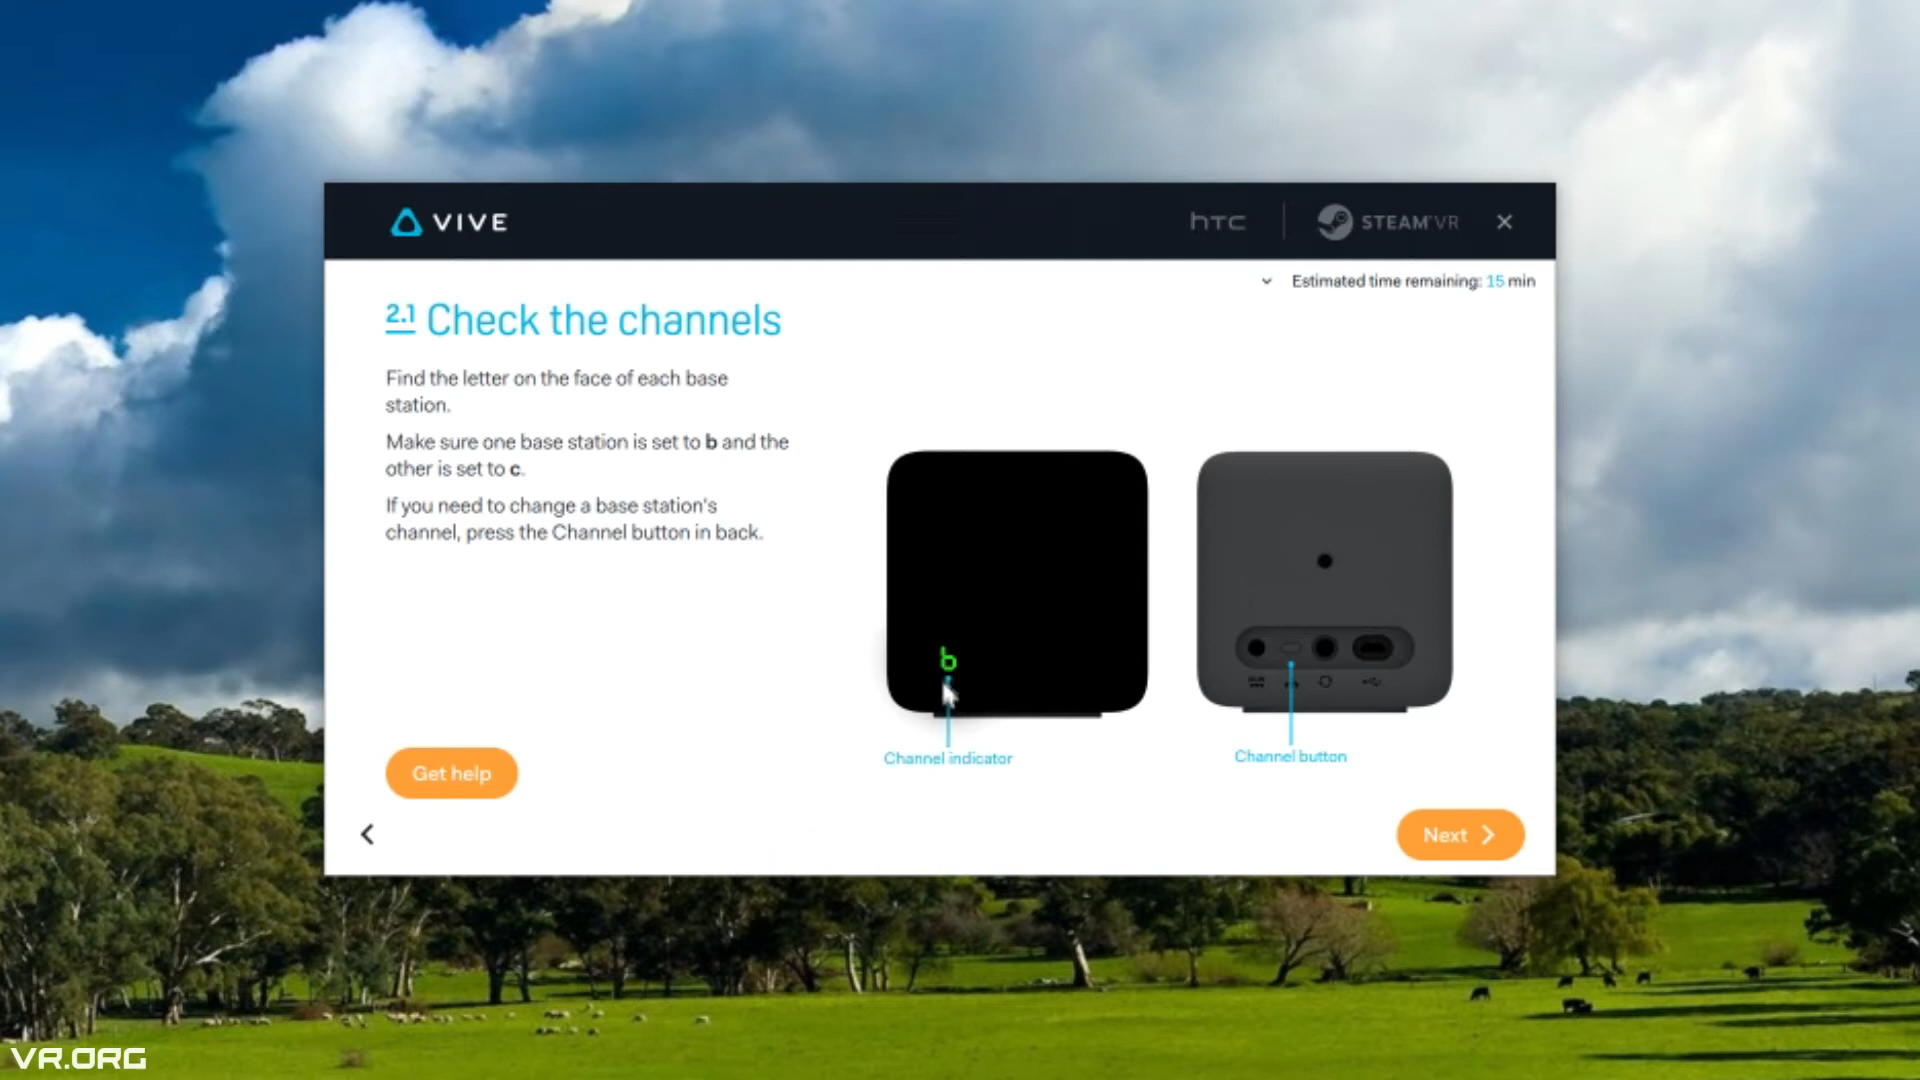 VIVE
hTC
STEAM VR
Estimated time remaining: 15 min
2.1 Check the channels
Find the letter on the face of each base
station.
Make sure one base station is set to b and the
other is set to c.
If you need to change a base station's
channel, press the Channel button in back.
b
Channel indicator
Channel button
Get help
Next
VR.ORG